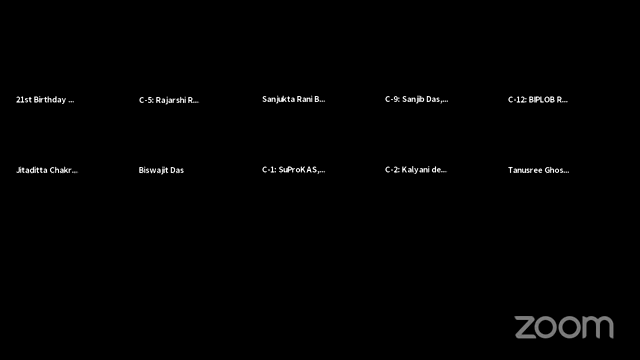 21st Birthday ...
C-5: Rajarshi R...
Sanjukta Rani B...
C-9: Sanjib Das,...
C-12: BIPLOB R...
Jitaditta Chakr...
Biswajit Das
C-1: SuProKAS,...
C-2: Kalyani de...
Tanusree Ghos...
zoom